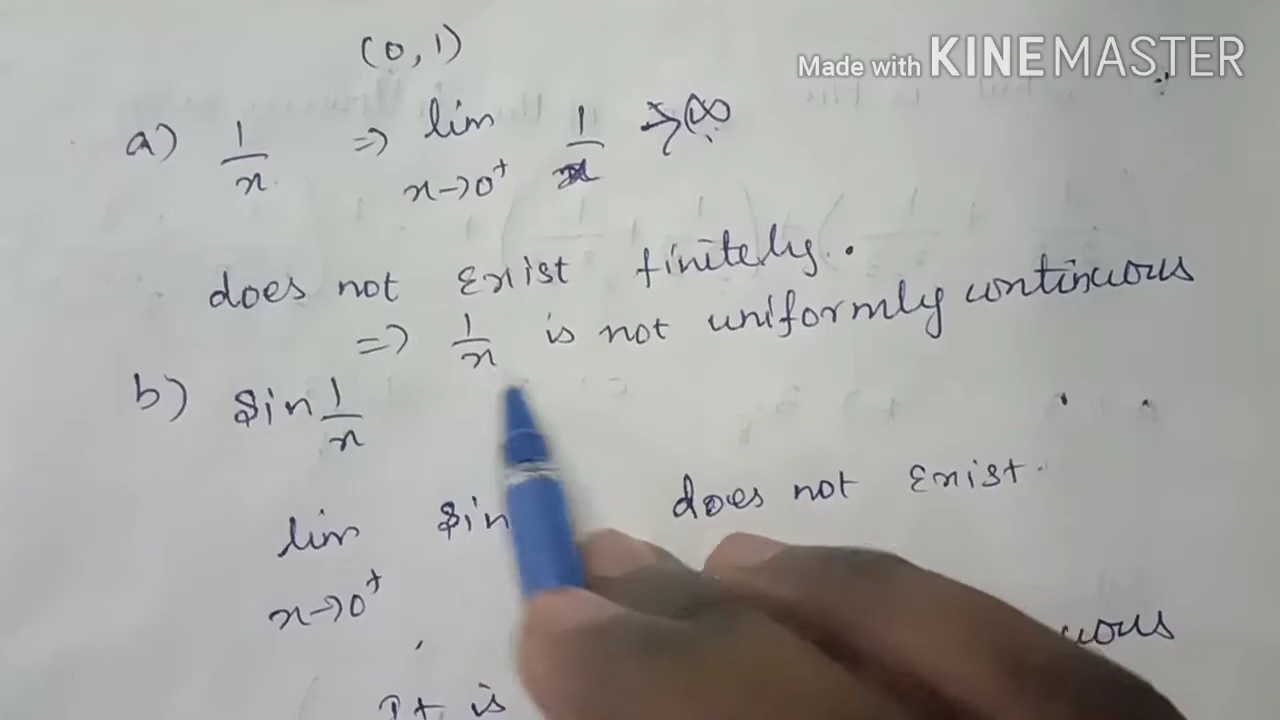 (0,1)
Made with KINEMASTER
a) 1/x => lim x->0+ 1/x -> ∞
does not exist finitely.
=> 1/x is not uniformly continuous
b) Sin 1/x
lim x->0+ Sin does not exist.
It is